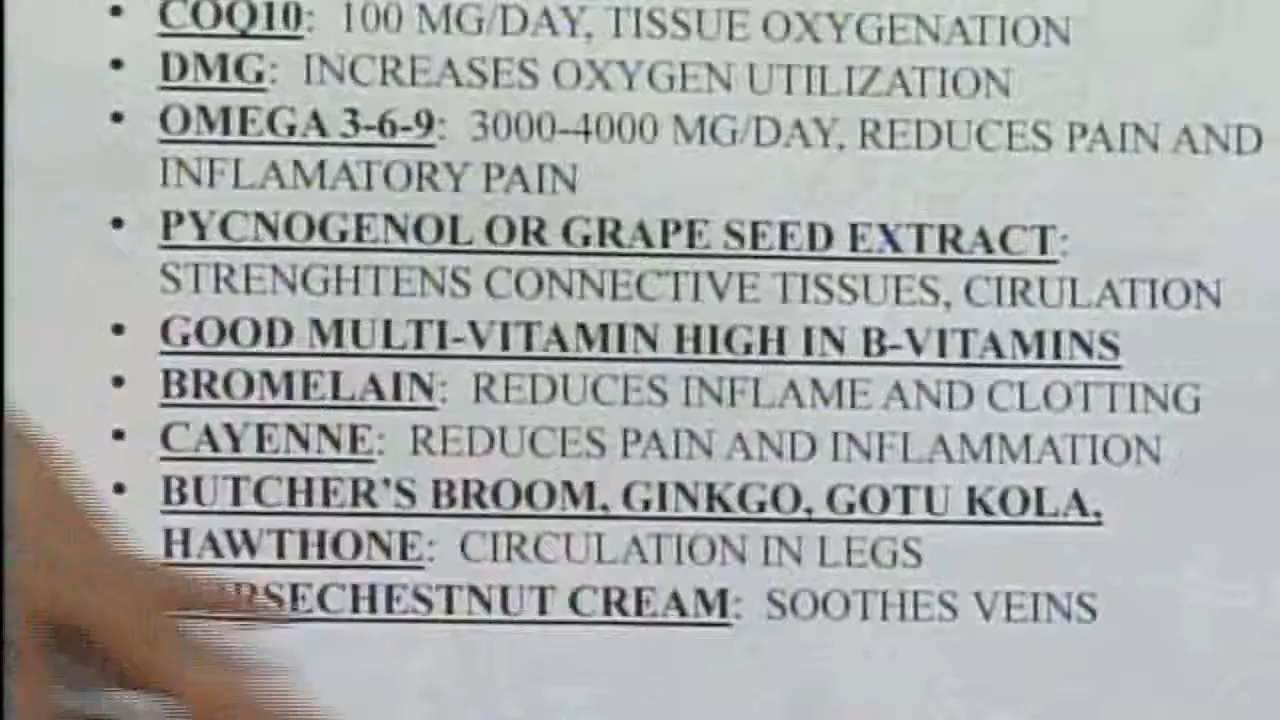 • COQ10: 100 MG/DAY, TISSUE OXYGENATION
• DMG: INCREASES OXYGEN UTILIZATION
• OMEGA 3-6-9: 3000-4000 MG/DAY, REDUCES PAIN AND
INFLAMATORY PAIN
• PYCNOGENOL OR GRAPE SEED EXTRACT:
STRENGHTENS CONNECTIVE TISSUES, CIRULATION
• GOOD MULTI-VITAMIN HIGH IN B-VITAMINS
• BROMELAIN: REDUCES INFLAME AND CLOTTING
• CAYENNE: REDUCES PAIN AND INFLAMMATION
• BUTCHER'S BROOM, GINKGO, GOTU KOLA,
HAWTHONE: CIRCULATION IN LEGS
CREAM: SOOTHES VEINS